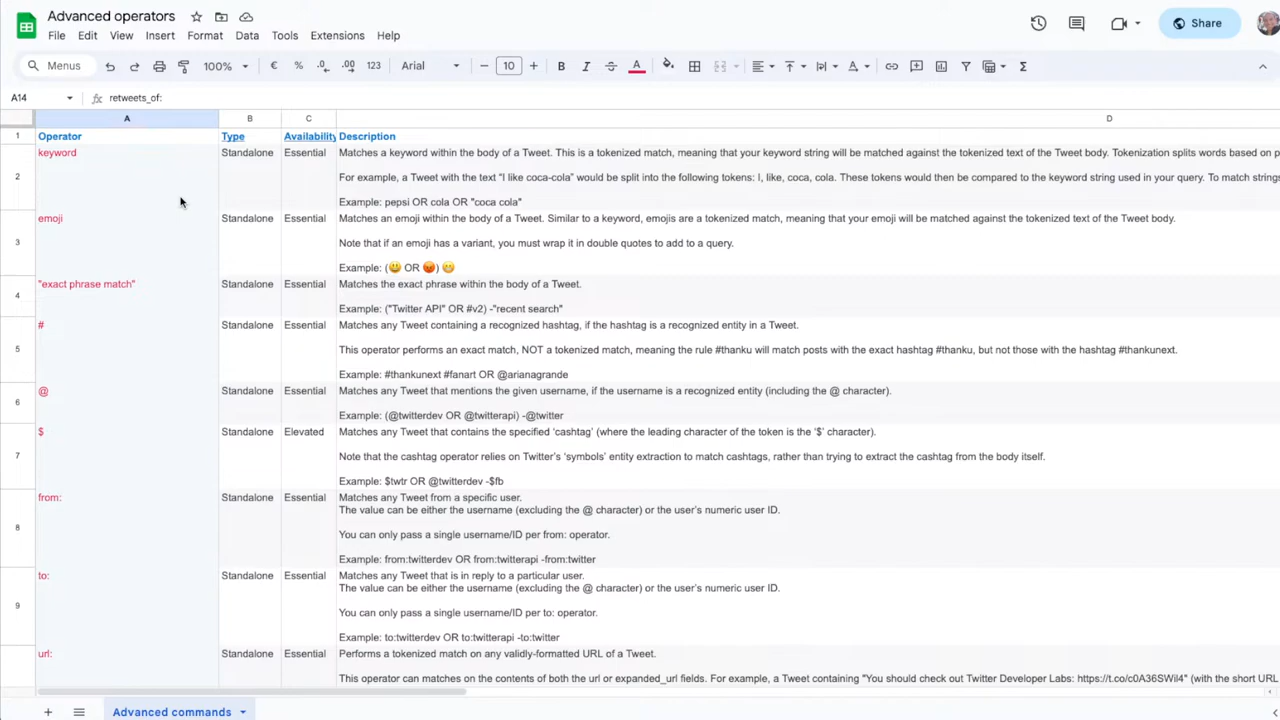 Advanced operators
File Edit View Insert Format Data Tools Extensions Help
Share
Menus 100% € % .0 .00 123 Arial 10 B I S A Σ
A14 fx retweets_of:
A B C D
1 Operator Type Availability Description
keyword Standalone Essential Matches a keyword within the body of a Tweet. This is a tokenized match, meaning that your keyword string will be matched against the tokenized text of the Tweet body. Tokenization splits words based on p
2 For example, a Tweet with the text “I like coca-cola” would be split into the following tokens: I, like, coca, cola. These tokens would then be compared to the keyword string used in your query. To match strings
Example: pepsi OR cola OR "coca cola"
emoji Standalone Essential Matches an emoji within the body of a Tweet. Similar to a keyword, emojis are a tokenized match, meaning that your emoji will be matched against the tokenized text of the Tweet body.
3 Note that if an emoji has a variant, you must wrap it in double quotes to add to a query.
Example: (😃 OR 😡) 😬
"exact phrase match" Standalone Essential Matches the exact phrase within the body of a Tweet.
4
Example: ("Twitter API" OR #v2) -"recent search"
# Standalone Essential Matches any Tweet containing a recognized hashtag, if the hashtag is a recognized entity in a Tweet.
5 This operator performs an exact match, NOT a tokenized match, meaning the rule #thanku will match posts with the exact hashtag #thanku, but not those with the hashtag #thankunext.
Example: #thankunext #fanart OR @arianagrande
@ Standalone Essential Matches any Tweet that mentions the given username, if the username is a recognized entity (including the @ character).
6
Example: (@twitterdev OR @twitterapi) -@twitter
$ Standalone Elevated Matches any Tweet that contains the specified ‘cashtag’ (where the leading character of the token is the ‘$’ character).
7 Note that the cashtag operator relies on Twitter’s ‘symbols’ entity extraction to match cashtags, rather than trying to extract the cashtag from the body itself.
Example: $twtr OR @twitterdev -$fb
from: Standalone Essential Matches any Tweet from a specific user.
The value can be either the username (excluding the @ character) or the user’s numeric user ID.
8
You can only pass a single username/ID per from: operator.
Example: from:twitterdev OR from:twitterapi -from:twitter
to: Standalone Essential Matches any Tweet that is in reply to a particular user.
The value can be either the username (excluding the @ character) or the user’s numeric user ID.
9
You can only pass a single username/ID per to: operator.
Example: to:twitterdev OR to:twitterapi -to:twitter
url: Standalone Essential Performs a tokenized match on any validly-formatted URL of a Tweet.
This operator can matches on the contents of both the url or expanded_url fields. For example, a Tweet containing "You should check out Twitter Developer Labs: https://t.co/c0A36SWil4" (with the short URL
Advanced commands